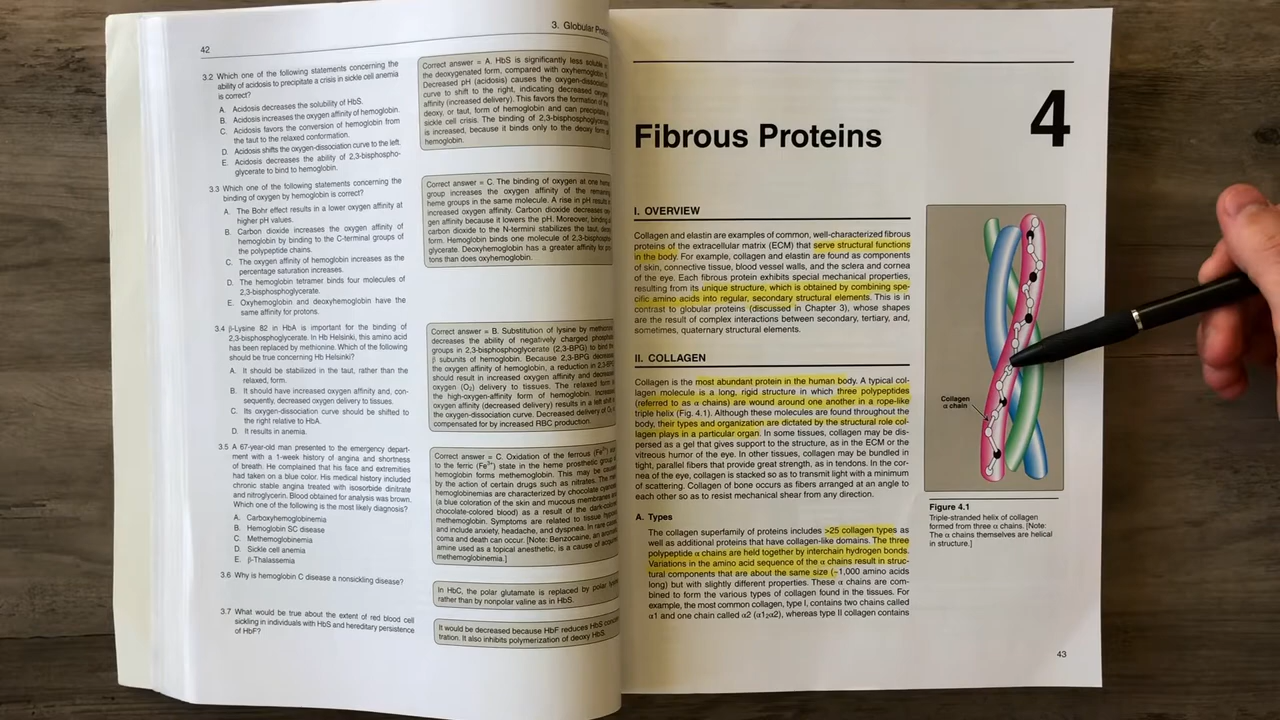 42
3. Globular
3.2 Which one of the following statements concerning the
ability of acidosis to precipitate a crisis in sickle cell anemia
is correct?
A. Acidosis decreases the solubility of HbS.
B. Acidosis increases the oxygen affinity of hemoglobin.
C. Acidosis favors the conversion of hemoglobin from
the taut to the relaxed conformation.
D. Acidosis shifts the oxygen-dissociation curve to the left.
E. Acidosis decreases the ability of 2,3-bisphospho-
glycerate to bind to hemoglobin.
Correct answer = A. HbS is significantly less soluble in
the deoxygenated form, compared with oxyhemoglobin
Decreased pH (acidosis) causes the oxygen-dissociation
curve to shift to the right, indicating decreased oxygen
affinity (increased delivery). This favors the formation of the
deoxy, or taut, form of hemoglobin and can precipitate
sickle cell crisis. The binding of 2,3-bisphosphoglycerate
is increased, because it binds only to the deoxy form of
hemoglobin.
3.3 Which one of the following statements concerning the
binding of oxygen by hemoglobin is correct?
A. The Bohr effect results in a lower oxygen affinity at
higher pH values.
B. Carbon dioxide increases the oxygen affinity of
hemoglobin by binding to the C-terminal groups of
the polypeptide chains.
C. The oxygen affinity of hemoglobin increases as the
percentage saturation increases.
D. The hemoglobin tetramer binds four molecules of
2,3-bisphosphoglycerate.
E. Oxyhemoglobin and deoxyhemoglobin have the
same affinity for protons.
Correct answer = C. The binding of oxygen at one heme
group increases the oxygen affinity of the remaining
heme groups in the same molecule. A rise in pH results in
increased oxygen affinity. Carbon dioxide decreases
gen affinity because it lowers the pH. Moreover, binding of
carbon dioxide to the N-termini stabilizes the taut, deoxy
form. Hemoglobin binds one molecule of 2,3-bisphospho-
glycerate. Deoxyhemoglobin has a greater affinity for pro-
tons than does oxyhemoglobin.
3.4 β-Lysine 82 in HbA is important for the binding of
2,3-bisphosphoglycerate. In Hb Helsinki, this amino acid
has been replaced by methionine. Which of the following
should be true concerning Hb Helsinki?
A. It should be stabilized in the taut, rather than the
relaxed, form.
B. It should have increased oxygen affinity and, con-
sequently, decreased oxygen delivery to tissues.
C. Its oxygen-dissociation curve should be shifted to
the right relative to HbA.
D. It results in anemia.
Correct answer = B. Substitution of lysine by methionine
decreases the ability of negatively charged phosphate
groups in 2,3-bisphosphoglycerate (2,3-BPG) to bind the
β subunits of hemoglobin. Because 2,3-BPG decreases
the oxygen affinity of hemoglobin, a reduction in 2,3-BPG
should result in increased oxygen affinity and decreased
oxygen (O2) delivery to tissues. The relaxed form is
the high-oxygen-affinity form of hemoglobin. Increased
oxygen affinity (decreased delivery) results in a left shift in
the oxygen-dissociation curve. Decreased delivery of O2 is
compensated for by increased RBC production.
3.5 A 67-year-old man presented to the emergency depart-
ment with a 1-week history of angina and shortness
of breath. He complained that his face and extremities
had taken on a blue color. His medical history included
chronic stable angina treated with isosorbide dinitrate
and nitroglycerin. Blood obtained for analysis was brown.
Which one of the following is the most likely diagnosis?
A. Carboxyhemoglobinemia
B. Hemoglobin SC disease
C. Methemoglobinemia
D. Sickle cell anemia
E. β-Thalassemia
Correct answer = C. Oxidation of the ferrous (Fe2+) state
to the ferric (Fe3+) state in the heme prosthetic group of
hemoglobin forms methemoglobin. This may be caused
by the action of certain drugs such as nitrates. The met-
hemoglobinemias are characterized by chocolate cyanosis
(a blue coloration of the skin and mucous membranes and
chocolate-colored blood) as a result of the dark-colored
methemoglobin. Symptoms are related to tissue hypoxia
and include anxiety, headache, and dyspnea. In rare cases,
coma and death can occur. [Note: Benzocaine, an aromatic
amine used as a topical anesthetic, is a cause of acquired
methemoglobinemia.]
3.6 Why is hemoglobin C disease a nonsickling disease?
In HbC, the polar glutamate is replaced by polar lysine
rather than by nonpolar valine as in HbS.
3.7 What would be true about the extent of red blood cell
sickling in individuals with HbS and hereditary persistence
of HbF?
It would be decreased because HbF reduces HbS concen-
tration. It also inhibits polymerization of deoxy HbS.
Fibrous Proteins
4
I. OVERVIEW
Collagen and elastin are examples of common, well-characterized fibrous
proteins of the extracellular matrix (ECM) that serve structural functions
in the body. For example, collagen and elastin are found as components
of skin, connective tissue, blood vessel walls, and the sclera and cornea
of the eye. Each fibrous protein exhibits special mechanical properties,
resulting from its unique structure, which is obtained by combining spe-
cific amino acids into regular, secondary structural elements. This is in
contrast to globular proteins (discussed in Chapter 3), whose shapes
are the result of complex interactions between secondary, tertiary, and,
sometimes, quaternary structural elements.
II. COLLAGEN
Collagen is the most abundant protein in the human body. A typical col-
lagen molecule is a long, rigid structure in which three polypeptides
(referred to as α chains) are wound around one another in a rope-like
triple helix (Fig. 4.1). Although these molecules are found throughout the
body, their types and organization are dictated by the structural role col-
lagen plays in a particular organ. In some tissues, collagen may be dis-
persed as a gel that gives support to the structure, as in the ECM or the
vitreous humor of the eye. In other tissues, collagen may be bundled in
tight, parallel fibers that provide great strength, as in tendons. In the cor-
nea of the eye, collagen is stacked so as to transmit light with a minimum
of scattering. Collagen of bone occurs as fibers arranged at an angle to
each other so as to resist mechanical shear from any direction.
A. Types
The collagen superfamily of proteins includes >25 collagen types as
well as additional proteins that have collagen-like domains. The three
polypeptide α chains are held together by interchain hydrogen bonds.
Variations in the amino acid sequence of the α chains result in struc-
tural components that are about the same size (~1,000 amino acids
long) but with slightly different properties. These α chains are com-
bined to form the various types of collagen found in the tissues. For
example, the most common collagen, type I, contains two chains called
α1 and one chain called α2 (α12α2), whereas type II collagen contains
Collagen
α chain
Figure 4.1
Triple-stranded helix of collagen
formed from three α chains. [Note:
The α chains themselves are helical
in structure.]
43